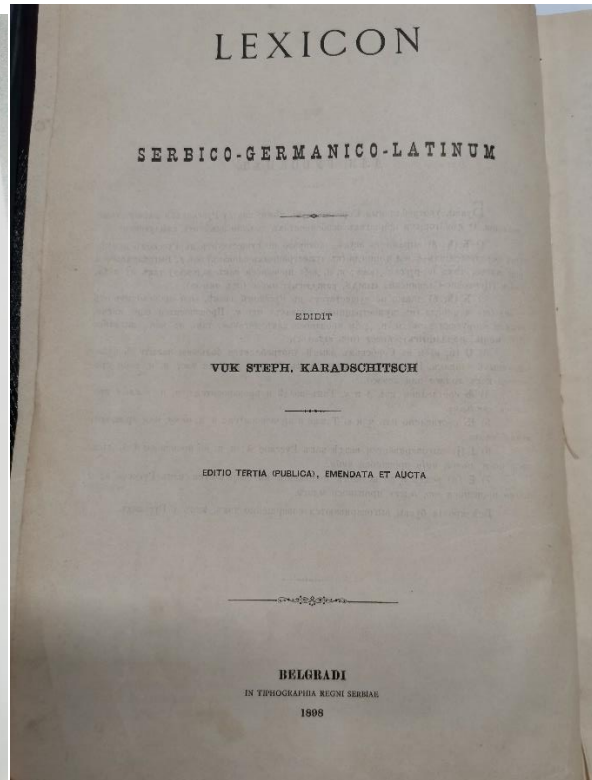 LEXICON
SERBICO-GERMANICO-LATINUM
EDIDIT
VUK STEPH, KARADSCHITSCH
EDITIO TERTIA (PUBLICA), EMENDATA ET AUCTA
BELGRADI
IN TIPHOGRAPHIA REGNI SERBIAE
1898